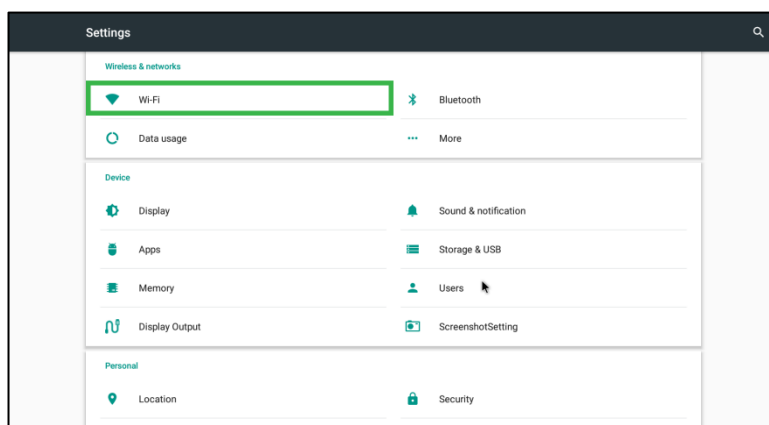 Settings
Wireless & networks
Wi-Fi
Bluetooth
Data usage
More
Device
Display
Sound & notification
Apps
Storage & USB
Memory
Users
Display Output
ScreenshotSetting
Personal
Location
Security